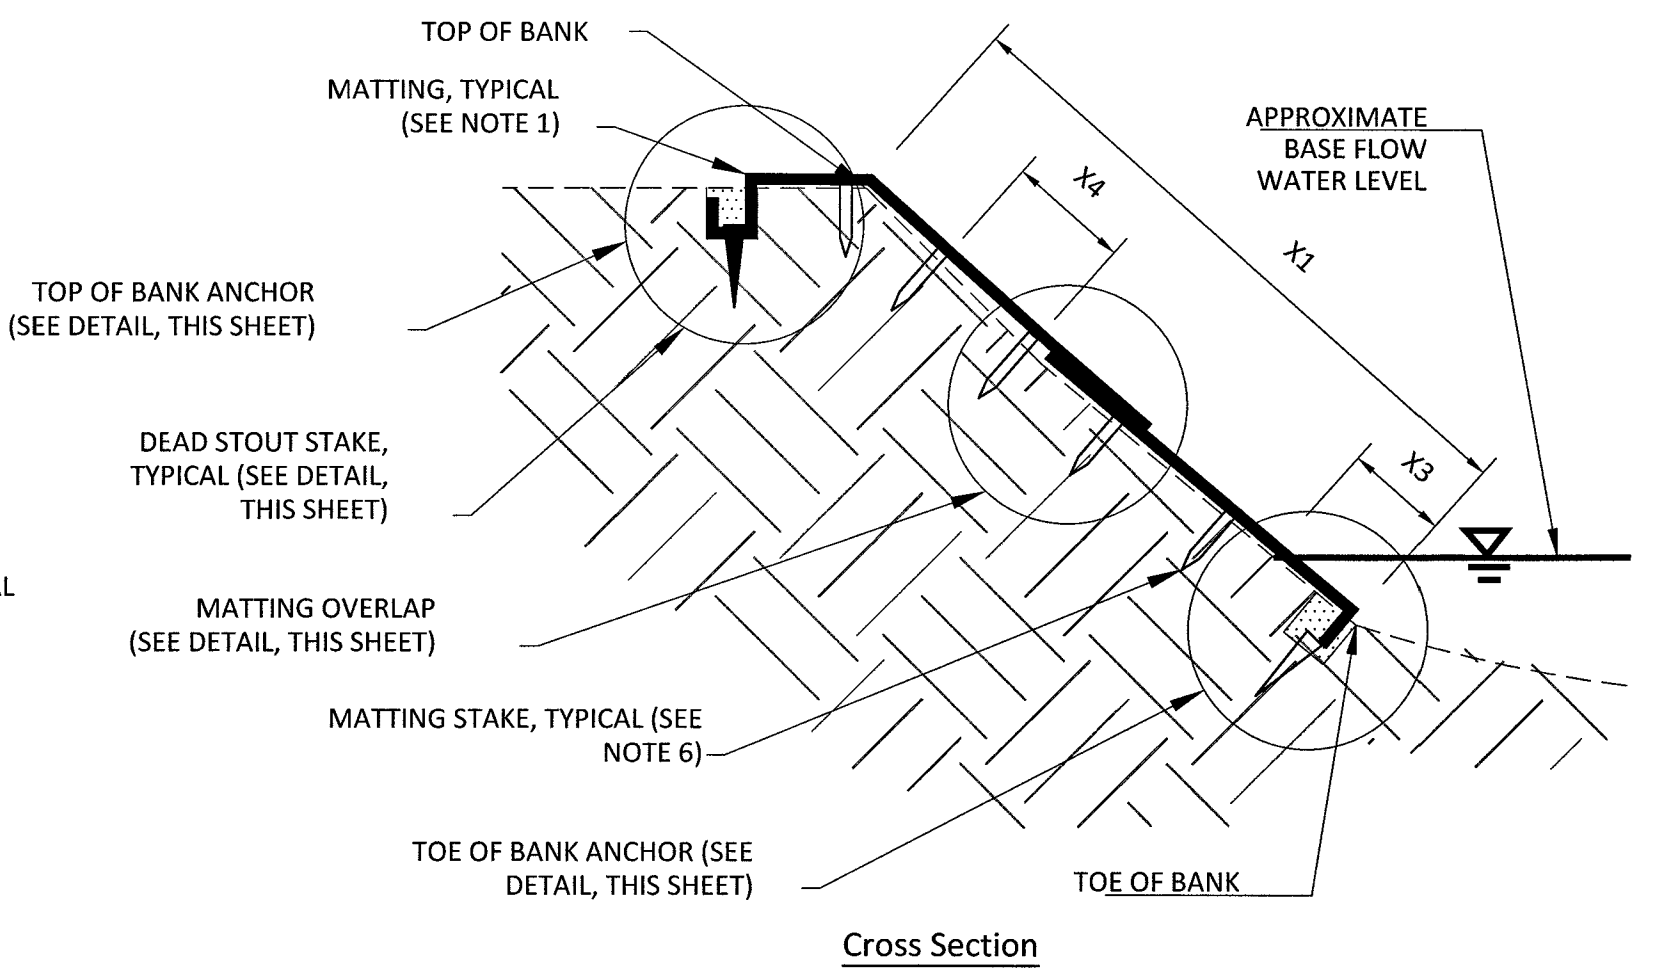 TOP OF BANK
MATTING, TYPICAL
(SEE NOTE 1)
APPROXIMATE
BASE FLOW
WATER LEVEL
X4
X1
TOP OF BANK ANCHOR
(SEE DETAIL, THIS SHEET)
DEAD STOUT STAKE,
TYPICAL (SEE DETAIL,
THIS SHEET)
X3
MATTING OVERLAP
(SEE DETAIL, THIS SHEET)
MATTING STAKE, TYPICAL (SEE
NOTE 6)
TOE OF BANK ANCHOR (SEE
DETAIL, THIS SHEET)
TOE OF BANK
Cross Section